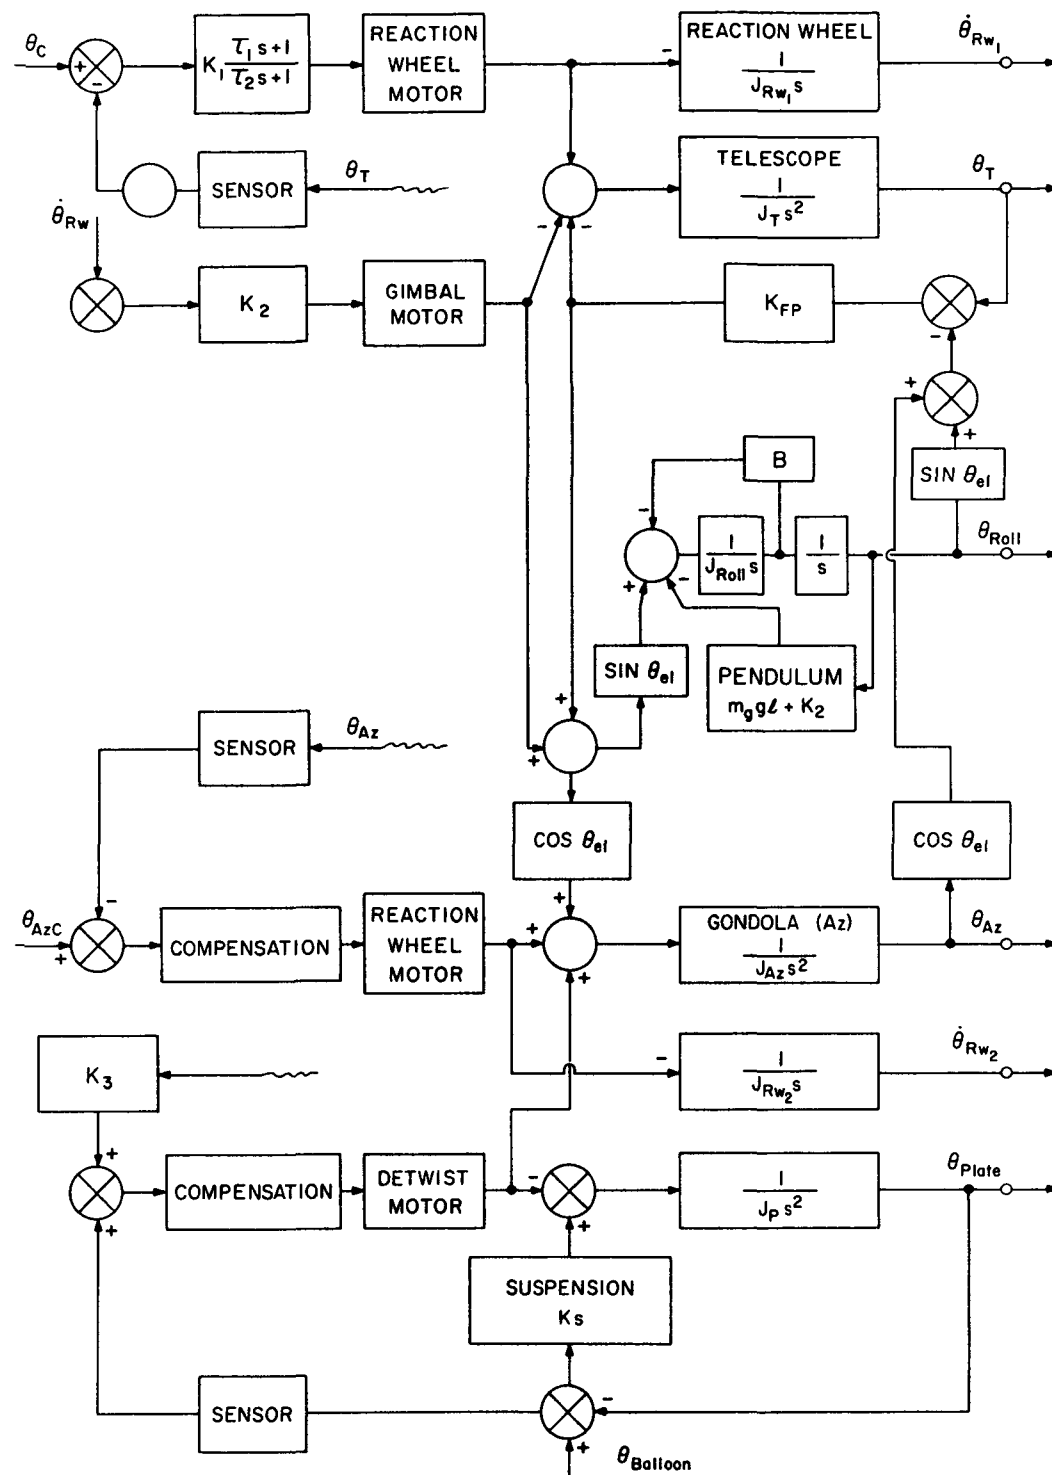 θC
+
-
K1 τ1s+1 / τ2s+1
REACTION
WHEEL
MOTOR
-
REACTION WHEEL
1 / JRw1 s
θ̇Rw1
SENSOR
θT
TELESCOPE
1 / JT s²
θT
-
-
θ̇Rw
K2
GIMBAL
MOTOR
KFP
-
+
+
SIN θel
B
-
1 / JRoll s
1 / s
θRoll
+
-
SIN θel
PENDULUM
mg gℓ + K2
+
+
SENSOR
θAz
COS θel
COS θel
-
θAzC
+
COMPENSATION
REACTION
WHEEL
MOTOR
+
+
+
GONDOLA (Az)
1 / JAz s²
θAz
K3
-
1 / JRw2 s
θ̇Rw2
+
+
COMPENSATION
DETWIST
MOTOR
-
+
1 / JP s²
θPlate
SUSPENSION
Ks
SENSOR
-
+
θBalloon